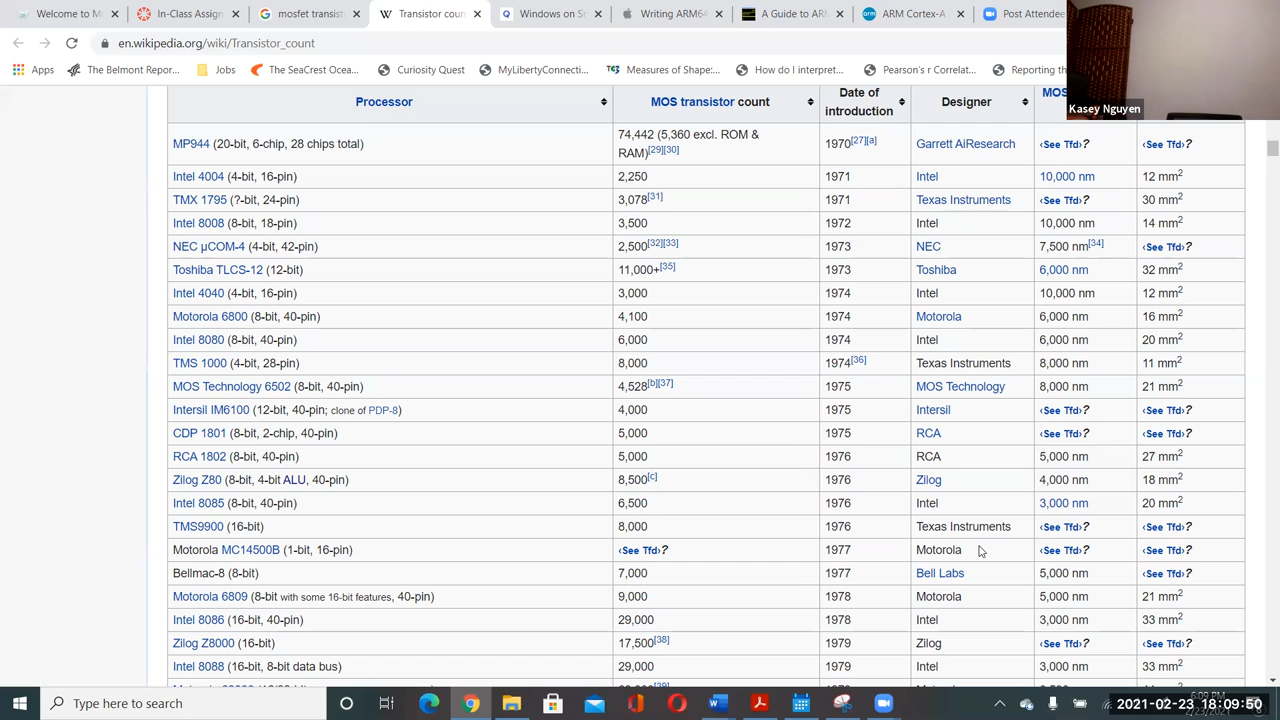 Welcome to Mo
In-Class Assign
mosfet transist
Transistor coun
Windows on S
Writing ARM64
A Guide to AR
ARM Cortex-A
Post Attendee
en.wikipedia.org/wiki/Transistor_count
Apps
The Belmont Repor...
Jobs
The SeaCrest Ocea...
Curiosity Quest
MyLibertyConnecti...
Measures of Shape:...
How do I interpret...
Pearson's r Correlat...
Reporting th
Kasey Nguyen
Processor MOS transistor count Date of introduction Designer MOS
MP944 (20-bit, 6-chip, 28 chips total) 74,442 (5,360 excl. ROM & RAM)[29][30] 1970[27][a] Garrett AiResearch ‹See Tfd›? ‹See Tfd›?
Intel 4004 (4-bit, 16-pin) 2,250 1971 Intel 10,000 nm 12 mm2
TMX 1795 (?-bit, 24-pin) 3,078[31] 1971 Texas Instruments ‹See Tfd›? 30 mm2
Intel 8008 (8-bit, 18-pin) 3,500 1972 Intel 10,000 nm 14 mm2
NEC μCOM-4 (4-bit, 42-pin) 2,500[32][33] 1973 NEC 7,500 nm[34] ‹See Tfd›?
Toshiba TLCS-12 (12-bit) 11,000+[35] 1973 Toshiba 6,000 nm 32 mm2
Intel 4040 (4-bit, 16-pin) 3,000 1974 Intel 10,000 nm 12 mm2
Motorola 6800 (8-bit, 40-pin) 4,100 1974 Motorola 6,000 nm 16 mm2
Intel 8080 (8-bit, 40-pin) 6,000 1974 Intel 6,000 nm 20 mm2
TMS 1000 (4-bit, 28-pin) 8,000 1974[36] Texas Instruments 8,000 nm 11 mm2
MOS Technology 6502 (8-bit, 40-pin) 4,528[b][37] 1975 MOS Technology 8,000 nm 21 mm2
Intersil IM6100 (12-bit, 40-pin; clone of PDP-8) 4,000 1975 Intersil ‹See Tfd›? ‹See Tfd›?
CDP 1801 (8-bit, 2-chip, 40-pin) 5,000 1975 RCA ‹See Tfd›? ‹See Tfd›?
RCA 1802 (8-bit, 40-pin) 5,000 1976 RCA 5,000 nm 27 mm2
Zilog Z80 (8-bit, 4-bit ALU, 40-pin) 8,500[c] 1976 Zilog 4,000 nm 18 mm2
Intel 8085 (8-bit, 40-pin) 6,500 1976 Intel 3,000 nm 20 mm2
TMS9900 (16-bit) 8,000 1976 Texas Instruments ‹See Tfd›? ‹See Tfd›?
Motorola MC14500B (1-bit, 16-pin) ‹See Tfd›? 1977 Motorola ‹See Tfd›? ‹See Tfd›?
Bellmac-8 (8-bit) 7,000 1977 Bell Labs 5,000 nm ‹See Tfd›?
Motorola 6809 (8-bit with some 16-bit features, 40-pin) 9,000 1978 Motorola 5,000 nm 21 mm2
Intel 8086 (16-bit, 40-pin) 29,000 1978 Intel 3,000 nm 33 mm2
Zilog Z8000 (16-bit) 17,500[38] 1979 Zilog ‹See Tfd›? ‹See Tfd›?
Intel 8088 (16-bit, 8-bit data bus) 29,000 1979 Intel 3,000 nm 33 mm2
Type here to search
6:09 PM
2021-02-23 18:09:50